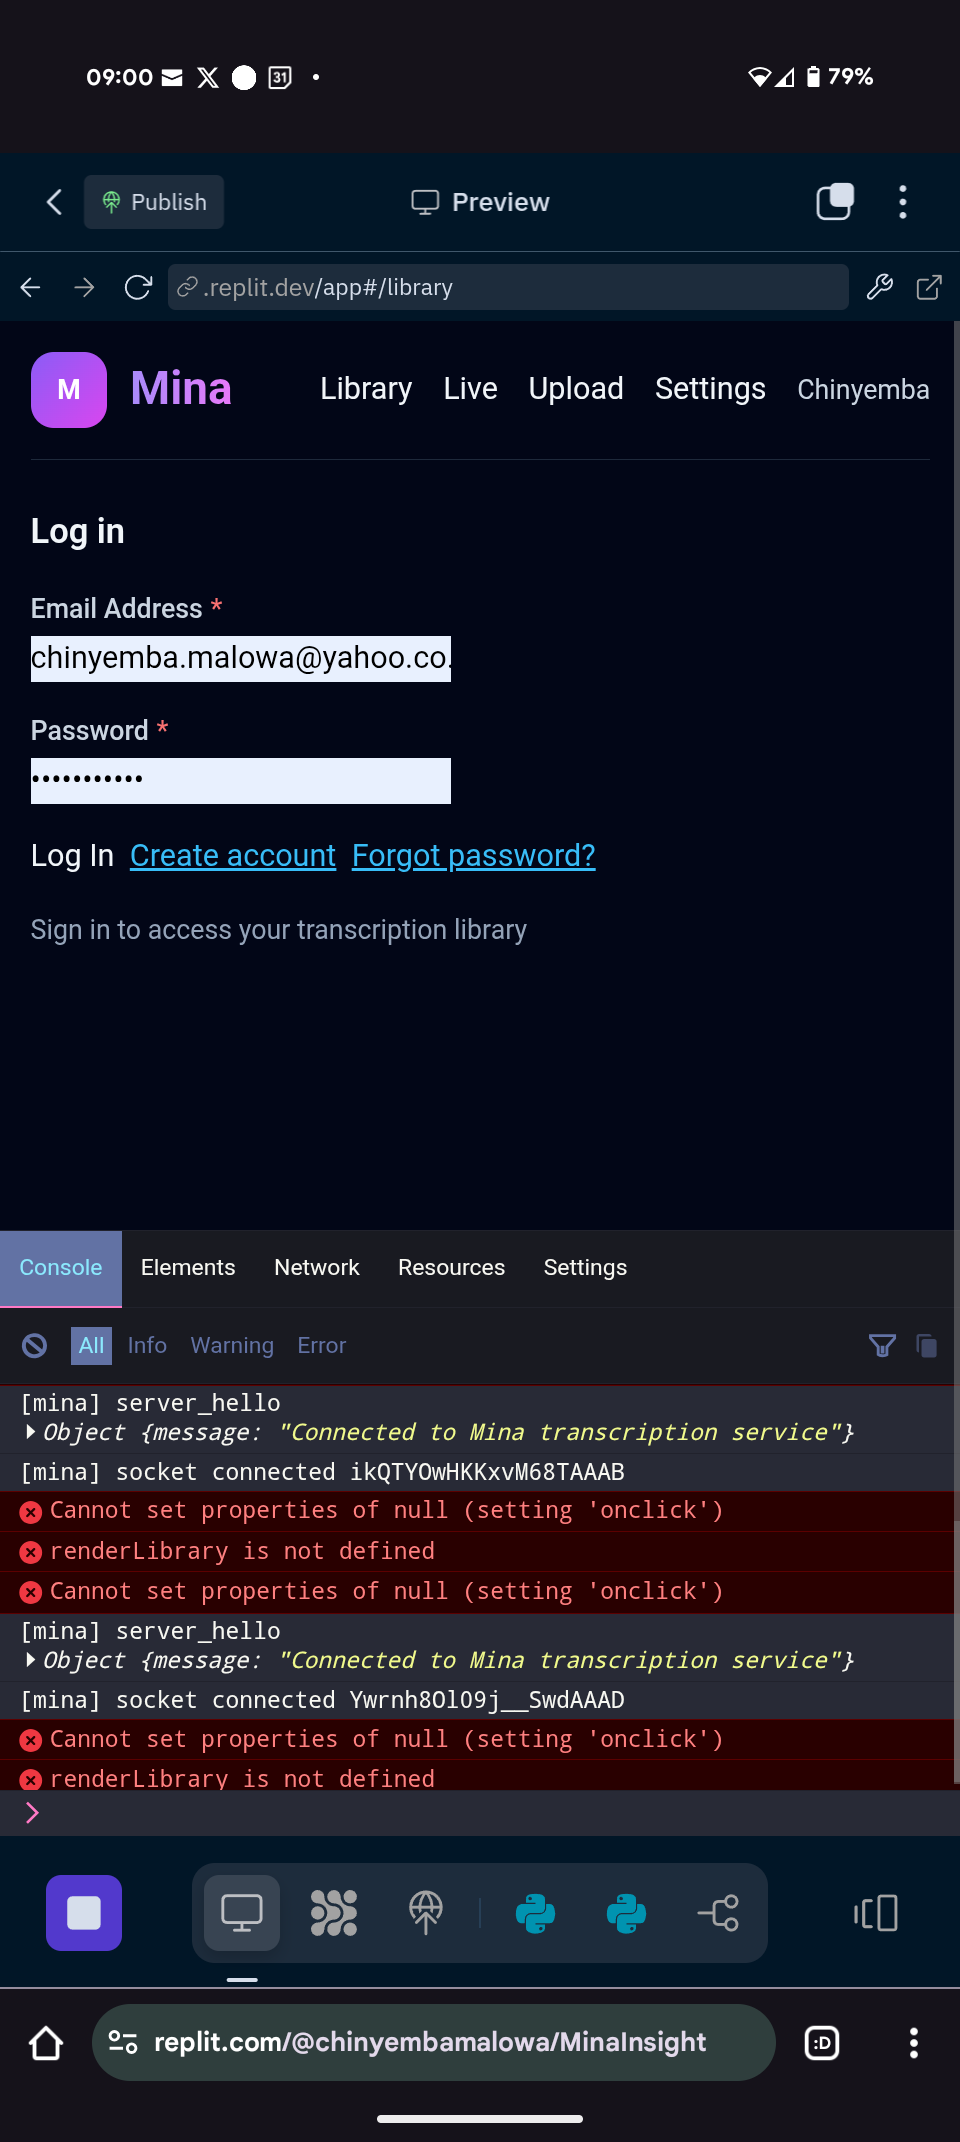 09:00 31 79%
Publish Preview
.replit.dev/app#/library
M Mina Library Live Upload Settings Chinyemba
Log in
Email Address *
chinyemba.malowa@yahoo.co.
Password *
•••••••••••
Log In Create account Forgot password?
Sign in to access your transcription library
Console Elements Network Resources Settings
All Info Warning Error
[mina] server_hello
Object {message: "Connected to Mina transcription service"}
[mina] socket connected ikQTYOwHKKxvM68TAAAB
Cannot set properties of null (setting 'onclick')
renderLibrary is not defined
Cannot set properties of null (setting 'onclick')
[mina] server_hello
Object {message: "Connected to Mina transcription service"}
[mina] socket connected Ywrnh8OlO9j__SwdAAAD
Cannot set properties of null (setting 'onclick')
renderLibrary is not defined
replit.com/@chinyembamalowa/MinaInsight :D